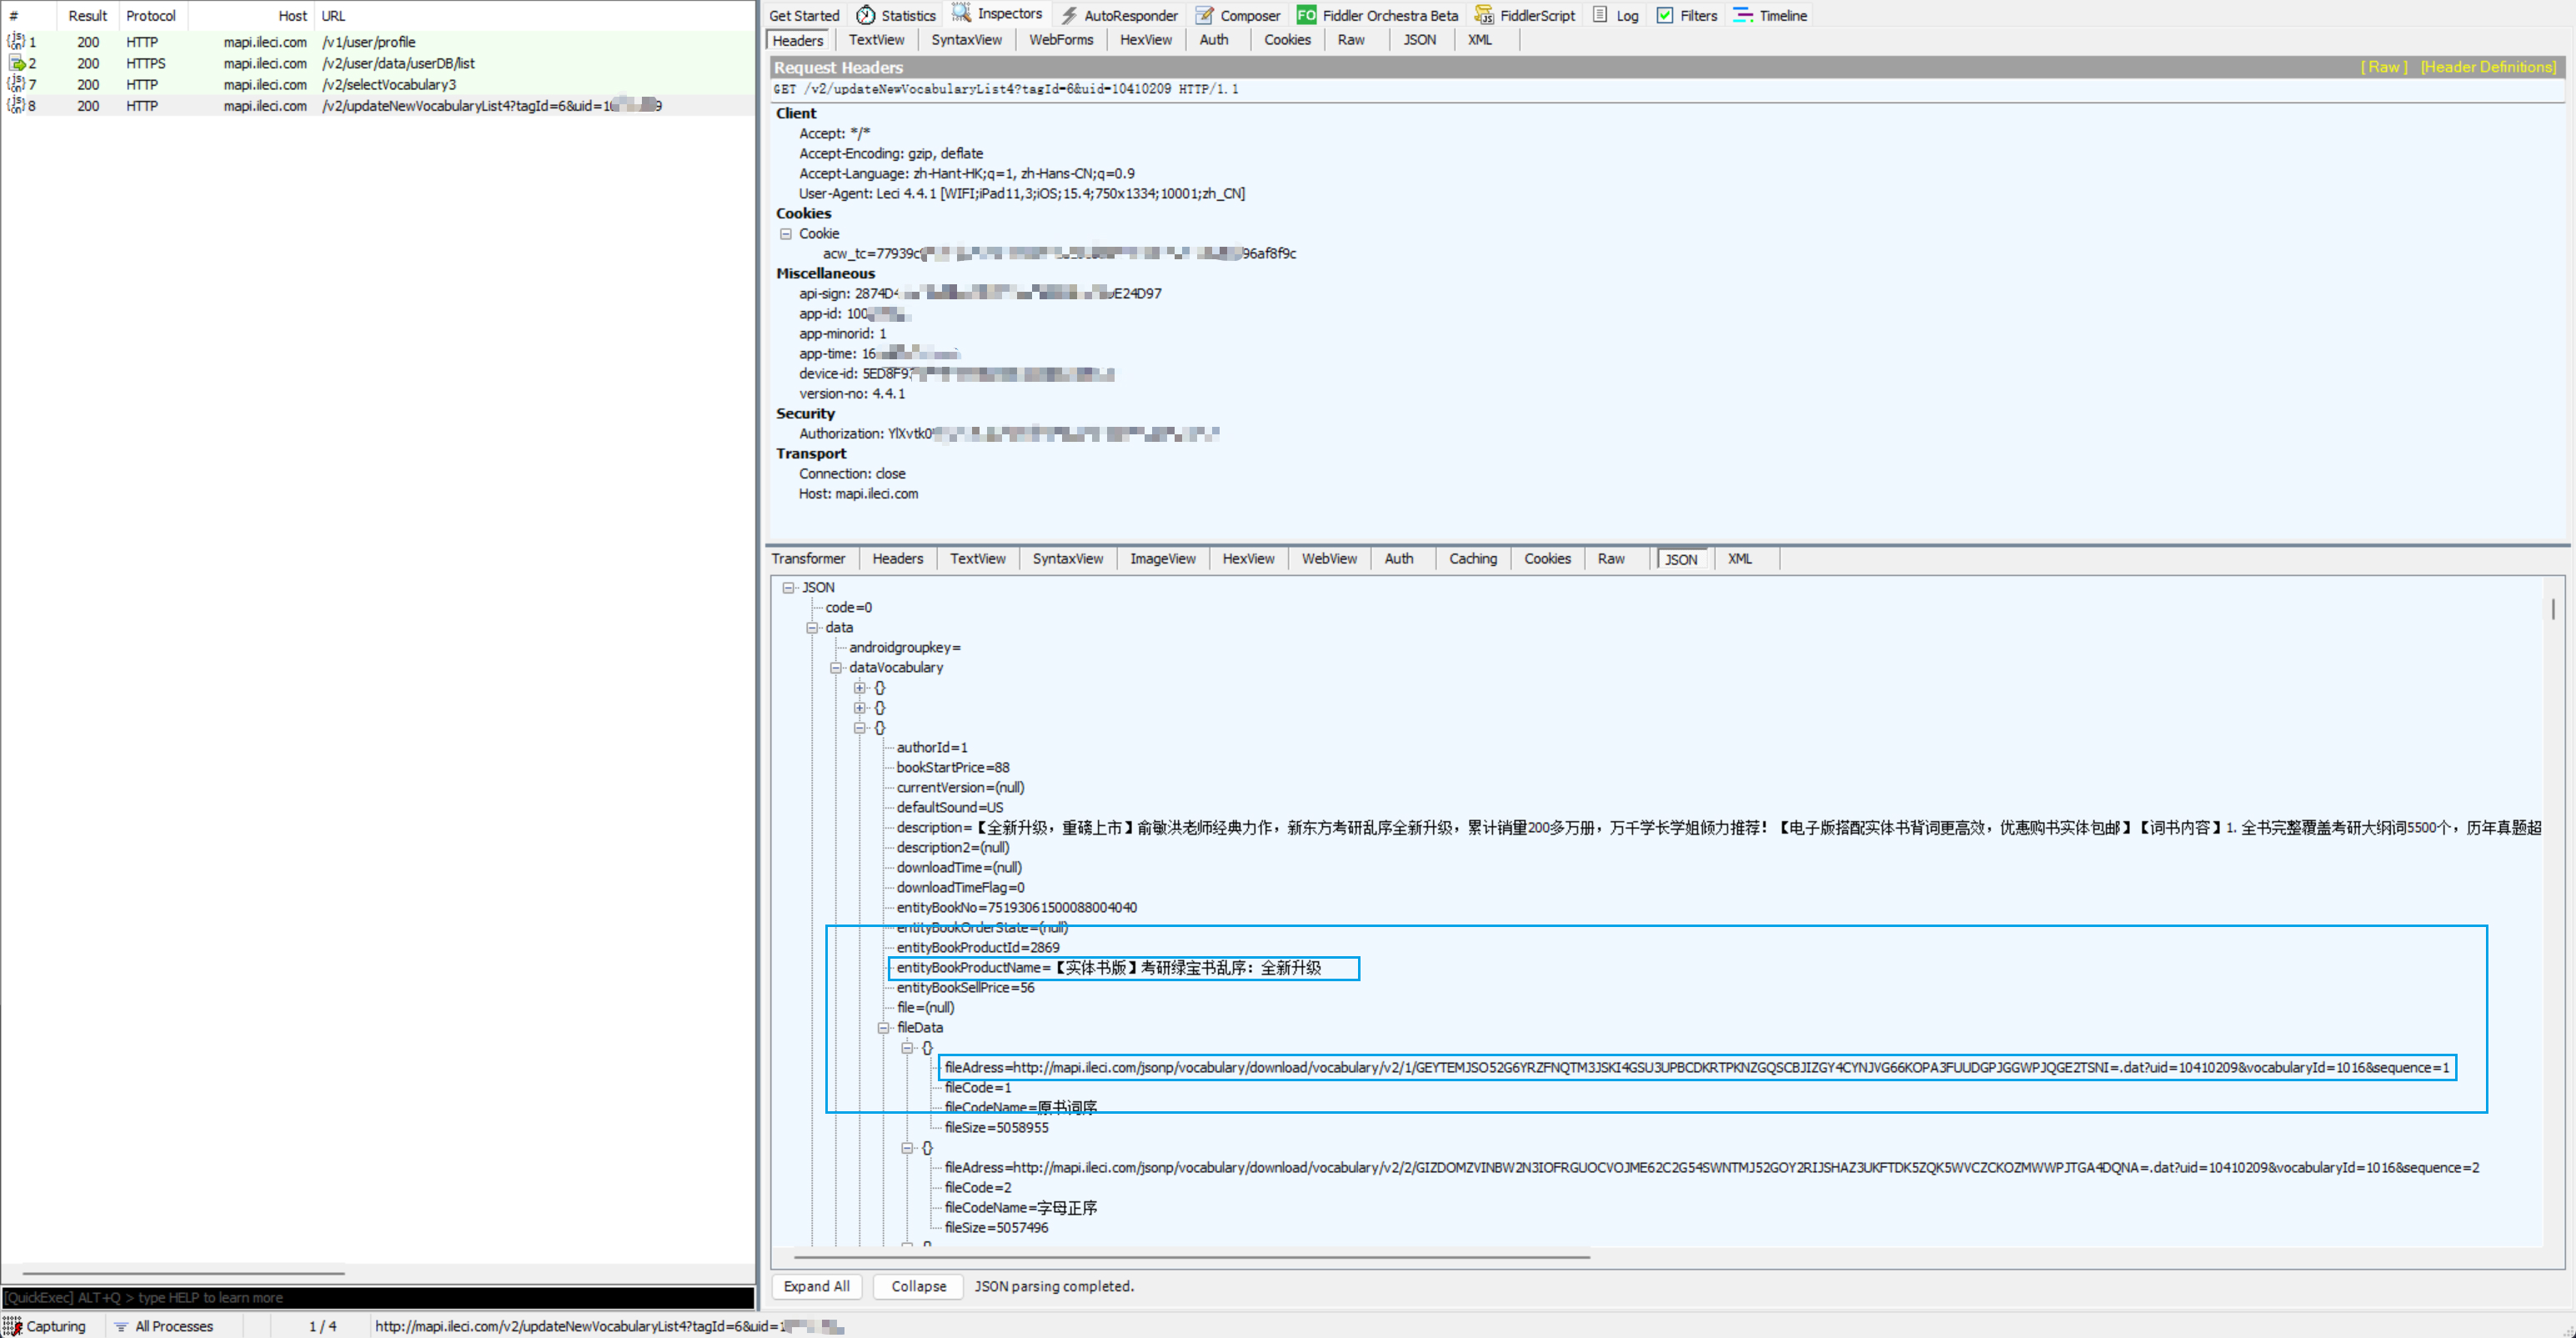 # Result Protocol Host URL
1 200 HTTP mapi.ileci.com /v1/user/profile
2 200 HTTPS mapi.ileci.com /v2/user/data/userDB/list
7 200 HTTP mapi.ileci.com /v2/selectVocabulary3
8 200 HTTP mapi.ileci.com /v2/updateNewVocabularyList4?tagId=6&uid=1 9
Get Started Statistics Inspectors AutoResponder Composer FO Fiddler Orchestra Beta FiddlerScript Log Filters Timeline
Headers TextView SyntaxView WebForms HexView Auth Cookies Raw JSON XML
Request Headers [ Raw ] [Header Definitions]
GET /v2/updateNewVocabularyList4?tagId=6&uid=10410209 HTTP/1.1
Client
Accept: */*
Accept-Encoding: gzip, deflate
Accept-Language: zh-Hant-HK;q=1, zh-Hans-CN;q=0.9
User-Agent: Leci 4.4.1 [WIFI;iPad11,3;iOS;15.4;750x1334;10001;zh_CN]
Cookies
Cookie
acw_tc=77939c 96af8f9c
Miscellaneous
api-sign: 2874D E24D97
app-id: 100
app-minorid: 1
app-time: 16
device-id: 5ED8F9
version-no: 4.4.1
Security
Authorization: YlXvtk0
Transport
Connection: close
Host: mapi.ileci.com
Transformer Headers TextView SyntaxView ImageView HexView WebView Auth Caching Cookies Raw JSON XML
JSON
code=0
data
androidgroupkey=
dataVocabulary
{}
{}
{}
authorId=1
bookStartPrice=88
currentVersion=(null)
defaultSound=US
description=【全新升级，重磅上市】俞敏洪老师经典力作，新东方考研乱序全新升级，累计销量200多万册，万千学长学姐倾力推荐！【电子版搭配实体书背词更高效，优惠购书实体包邮】【词书内容】1. 全书完整覆盖考研大纲词5500个，历年真题超
description2=(null)
downloadTime=(null)
downloadTimeFlag=0
entityBookNo=75193061500088004040
entityBookOrderState=(null)
entityBookProductId=2869
entityBookProductName=【实体书版】考研绿宝书乱序：全新升级
entityBookSellPrice=56
file=(null)
fileData
{}
fileAdress=http://mapi.ileci.com/jsonp/vocabulary/download/vocabulary/v2/1/GEYTEMJSO52G6YRZFNQTM3JSKI4GSU3UPBCDKRTPKNZGQSCBJIZGY4CYNJVG66KOPA3FUUDGPJGGWPJQGE2TSNI=.dat?uid=10410209&vocabularyId=1016&sequence=1
fileCode=1
fileCodeName=原书词序
fileSize=5058955
{}
fileAdress=http://mapi.ileci.com/jsonp/vocabulary/download/vocabulary/v2/2/GIZDOMZVINBW2N3IOFRGUOCVOJME62C2G54SWNTMJ52GOY2RIJSHAZ3UKFTDK5ZQK5WVCZCKOZMWWPJTGA4DQNA=.dat?uid=10410209&vocabularyId=1016&sequence=2
fileCode=2
fileCodeName=字母正序
fileSize=5057496
Expand All Collapse JSON parsing completed.
[QuickExec] ALT+Q > type HELP to learn more
Capturing All Processes 1 / 4 http://mapi.ileci.com/v2/updateNewVocabularyList4?tagId=6&uid=1